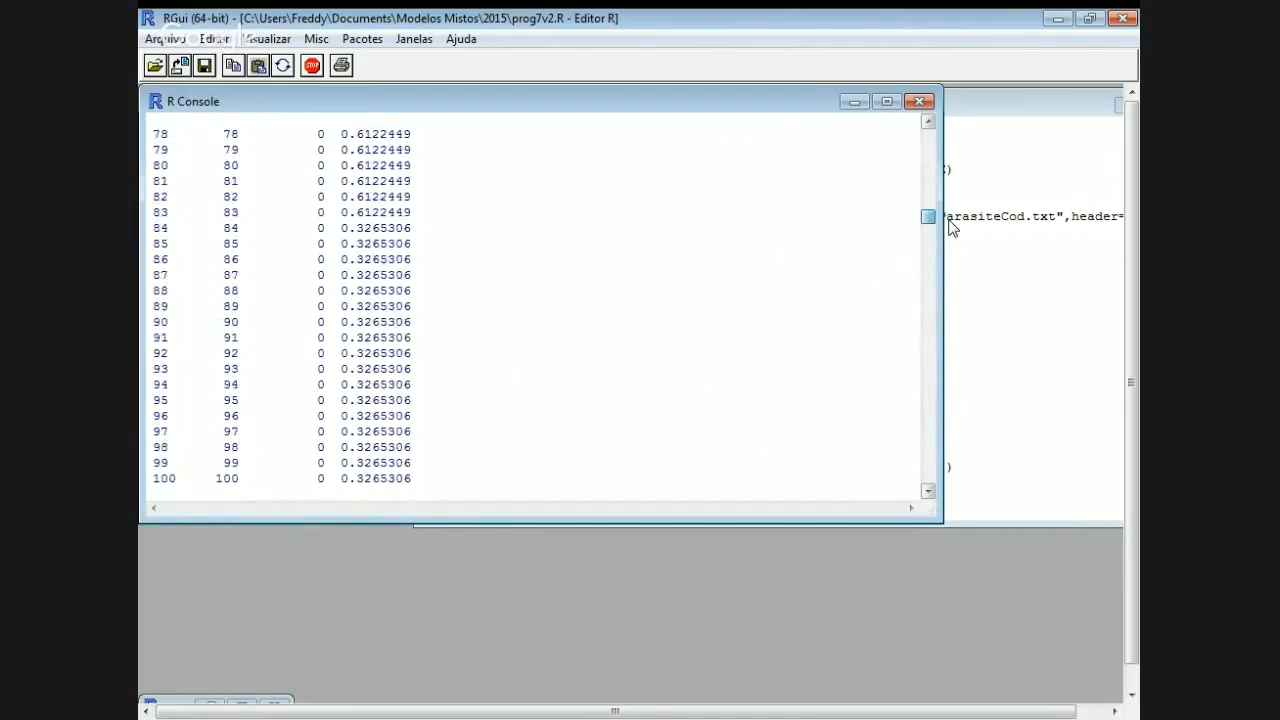 RGui (64-bit) - [C:\Users\Freddy\Documents\Modelos Mistos\2015\prog7v2.R - Editor R]
Arquivo Editar Visualizar Misc Pacotes Janelas Ajuda
STOP
R Console
78 78 0 0.6122449
79 79 0 0.6122449
80 80 0 0.6122449
81 81 0 0.6122449
82 82 0 0.6122449
83 83 0 0.6122449
84 84 0 0.3265306
85 85 0 0.3265306
86 86 0 0.3265306
87 87 0 0.3265306
88 88 0 0.3265306
89 89 0 0.3265306
90 90 0 0.3265306
91 91 0 0.3265306
92 92 0 0.3265306
93 93 0 0.3265306
94 94 0 0.3265306
95 95 0 0.3265306
96 96 0 0.3265306
97 97 0 0.3265306
98 98 0 0.3265306
99 99 0 0.3265306
100 100 0 0.3265306
)
ParasiteCod.txt",header=
)